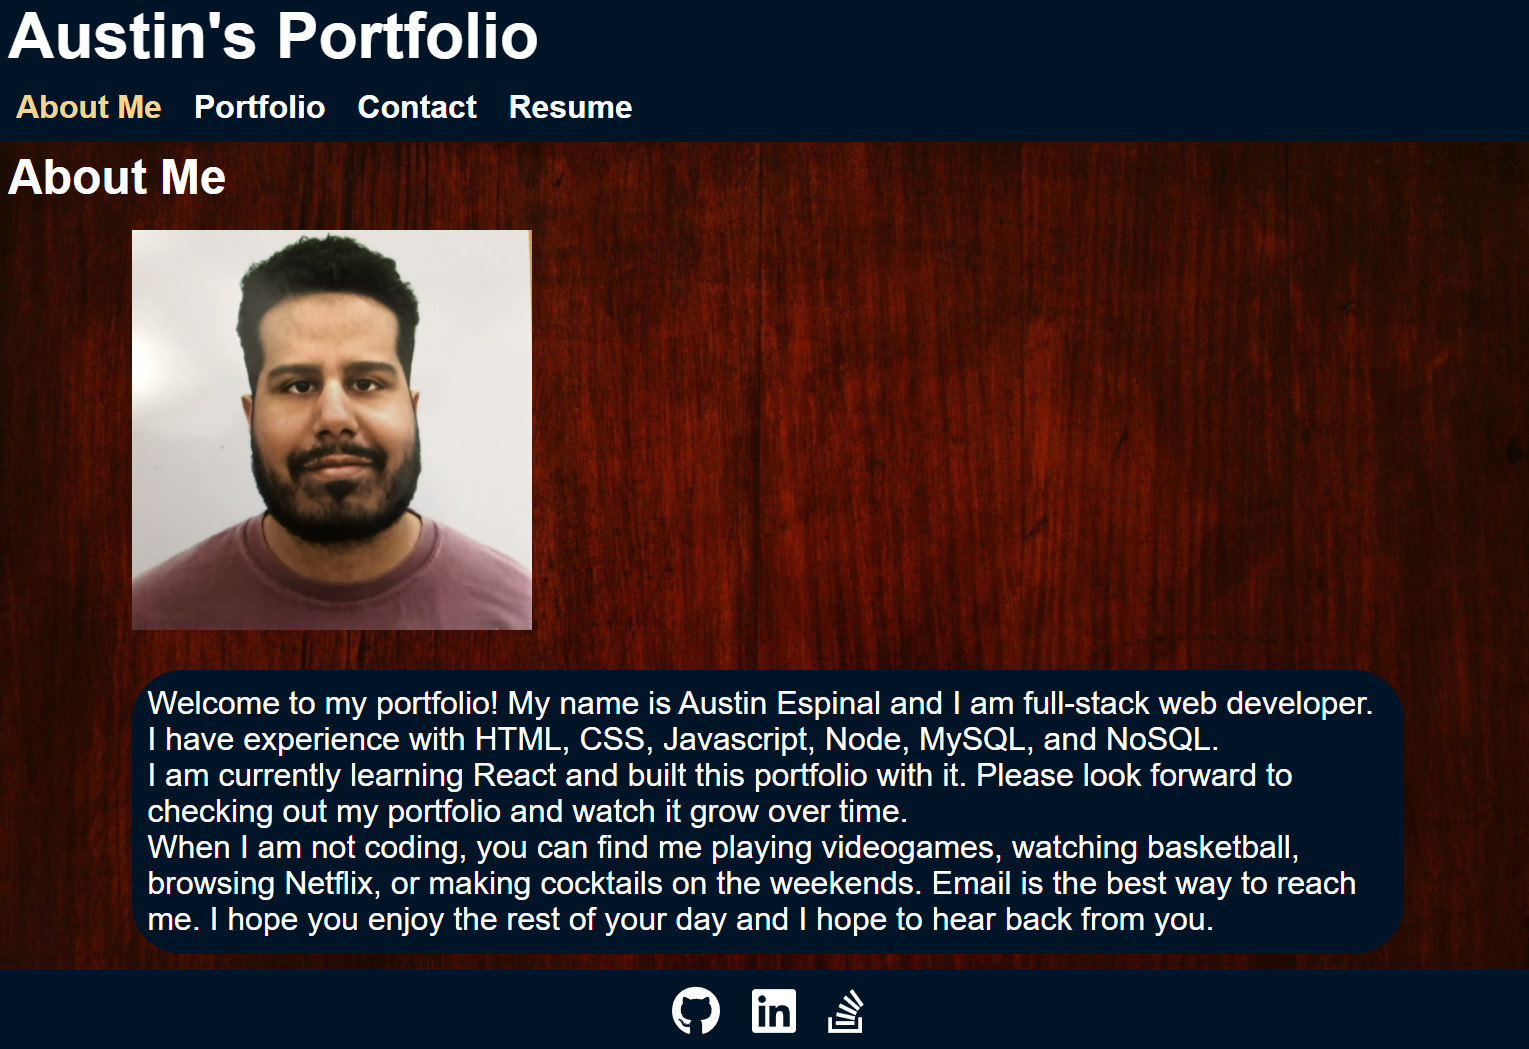 Austin's Portfolio
About Me Portfolio Contact Resume
About Me
Welcome to my portfolio! My name is Austin Espinal and I am full-stack web developer.
I have experience with HTML, CSS, Javascript, Node, MySQL, and NoSQL.
I am currently learning React and built this portfolio with it. Please look forward to
checking out my portfolio and watch it grow over time.
When I am not coding, you can find me playing videogames, watching basketball,
browsing Netflix, or making cocktails on the weekends. Email is the best way to reach
me. I hope you enjoy the rest of your day and I hope to hear back from you.
in